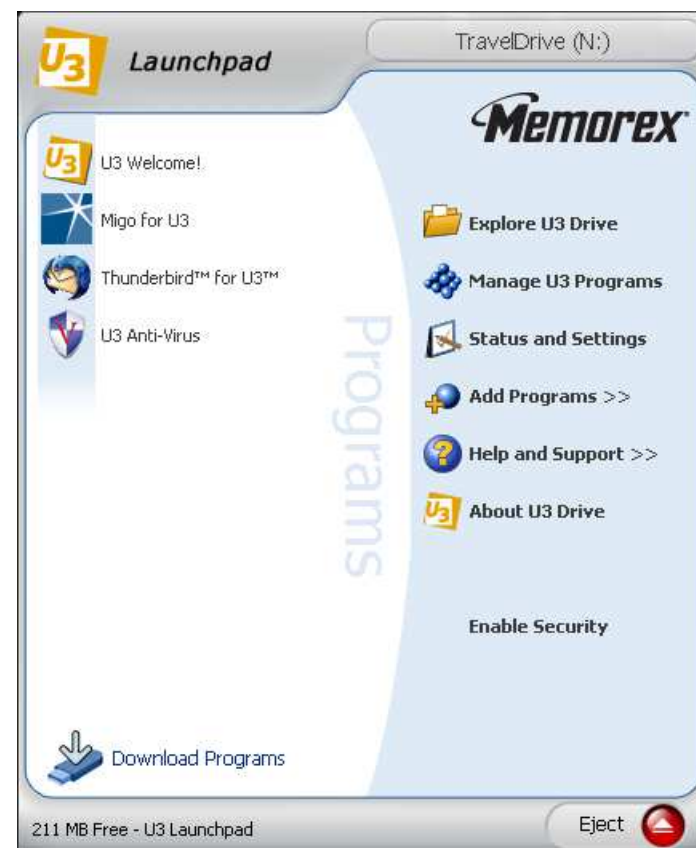 U3
Launchpad
TravelDrive (N:)
Memorex
U3
U3 Welcome!
Migo for U3
Thunderbird™ for U3™
U3 Anti-Virus
Programs
Download Programs
Explore U3 Drive
Manage U3 Programs
Status and Settings
Add Programs >>
? Help and Support >>
U3
About U3 Drive
Enable Security
211 MB Free - U3 Launchpad
Eject